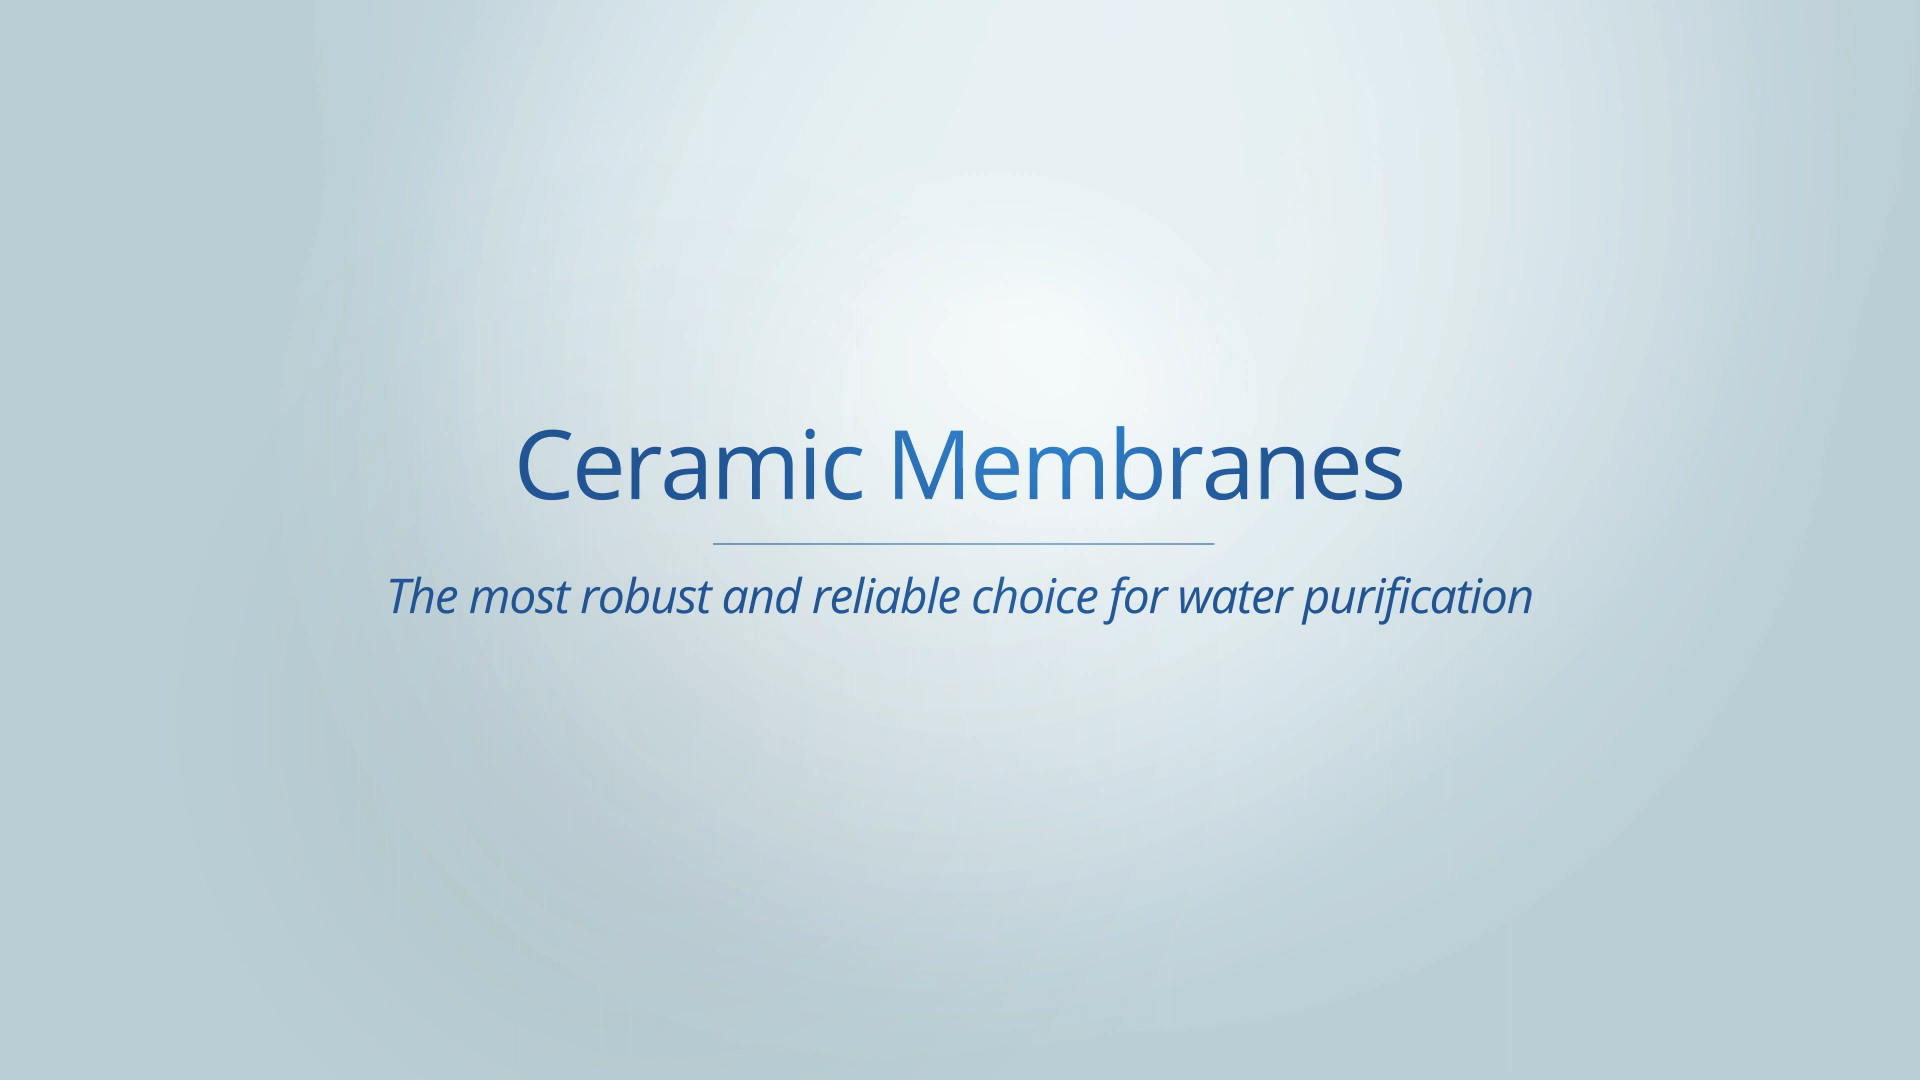 Ceramic Membranes
The most robust and reliable choice for water purification